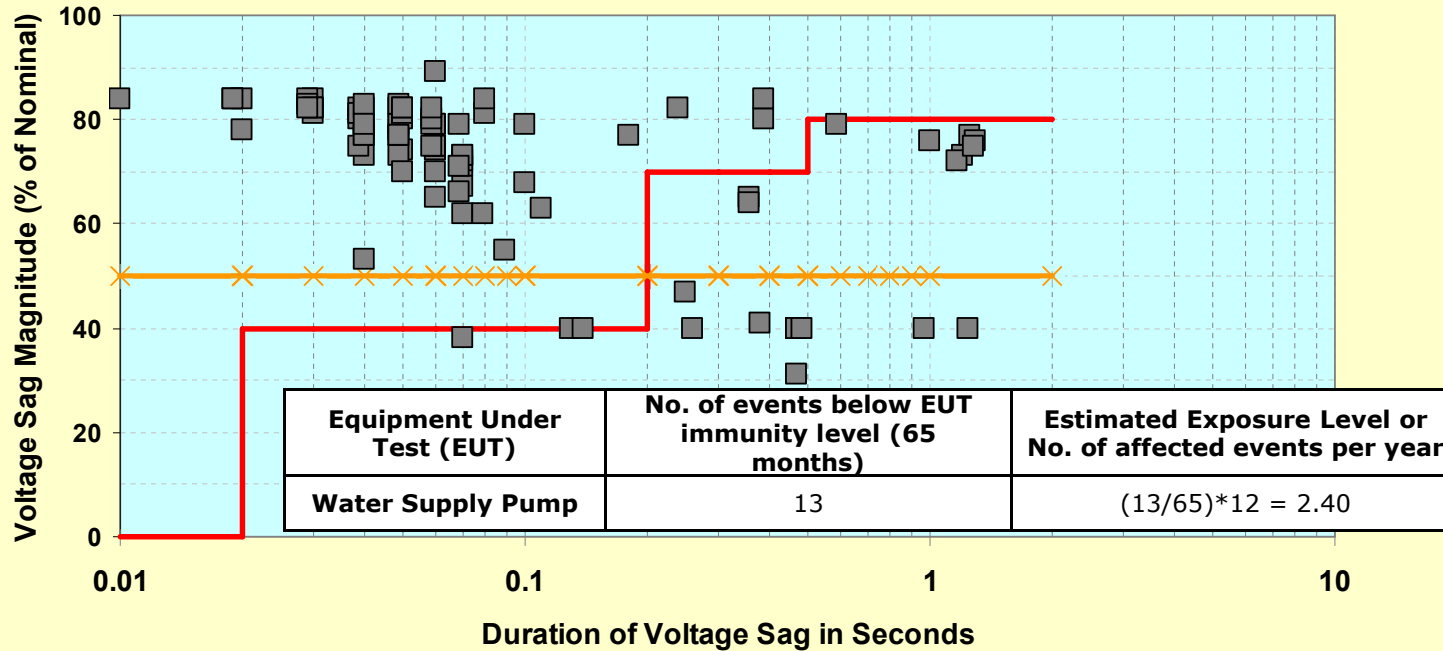 Voltage Sag Magnitude (% of Nominal)
100
80
60
40
20
0
Equipment Under
Test (EUT)
No. of events below EUT
immunity level (65
months)
Estimated Exposure Level or
No. of affected events per year
Water Supply Pump
13
(13/65)*12 = 2.40
0.01
0.1
1
10
Duration of Voltage Sag in Seconds